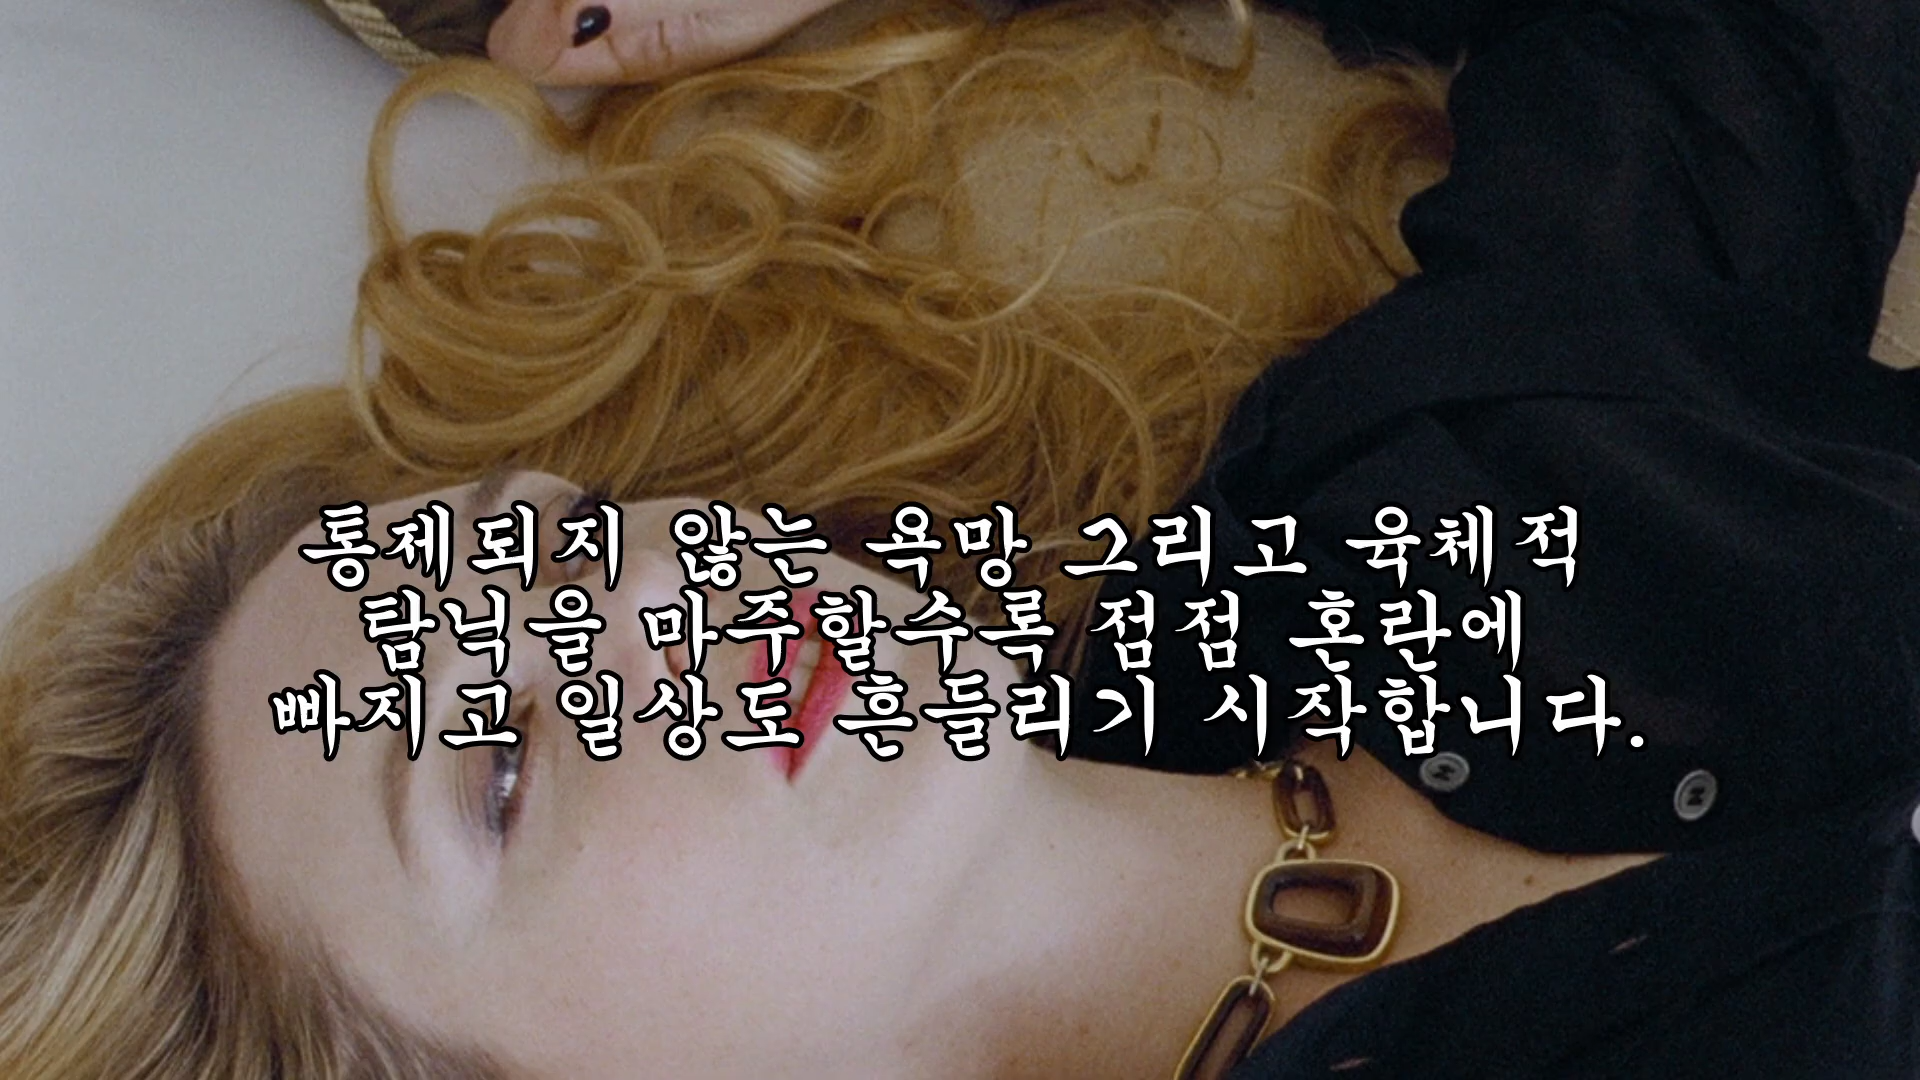 통제되지 않는 욕망 그리고 육체적
탐닉을 마주할수록 점점 혼란에
빠지고 일상도 흔들리기 시작합니다.